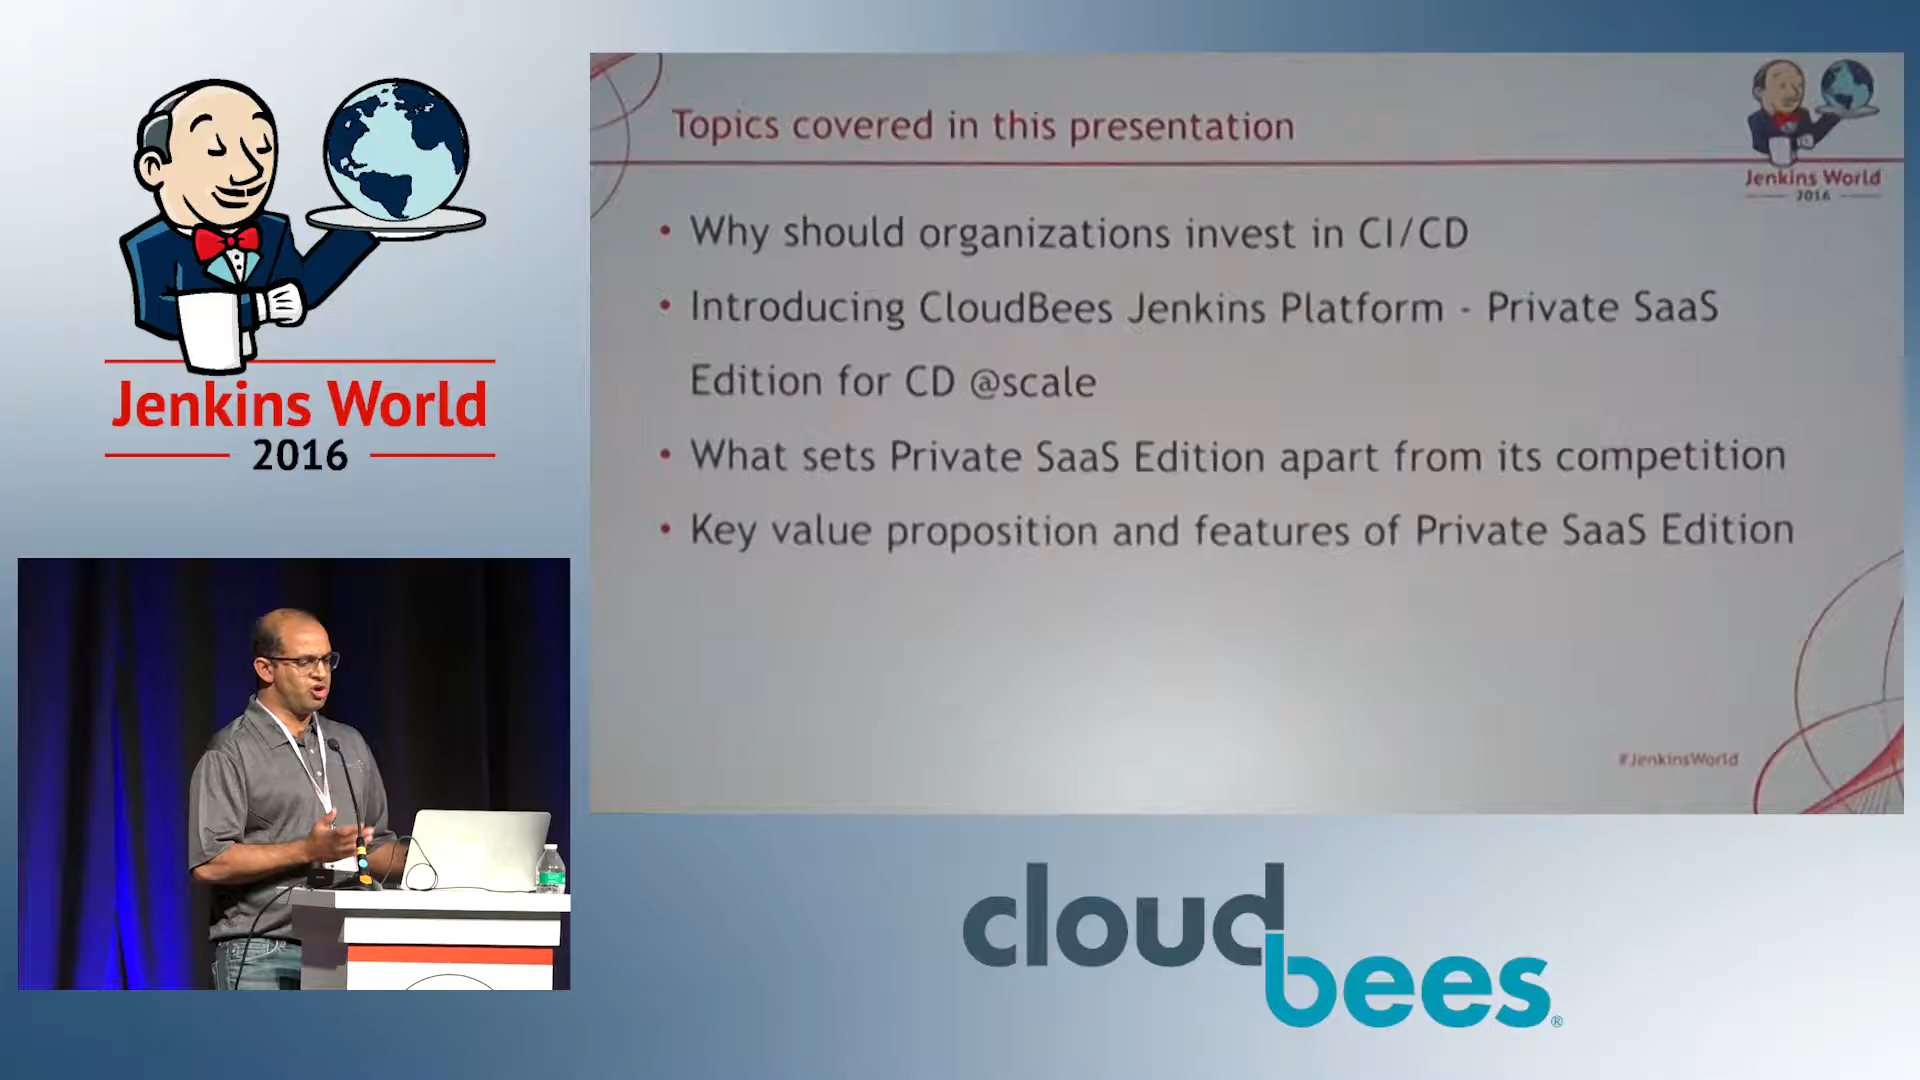 Jenkins World
2016
Topics covered in this presentation
Jenkins World
2016
• Why should organizations invest in CI/CD
• Introducing CloudBees Jenkins Platform - Private SaaS
Edition for CD @scale
• What sets Private SaaS Edition apart from its competition
• Key value proposition and features of Private SaaS Edition
#JenkinsWorld
cloud
bees®